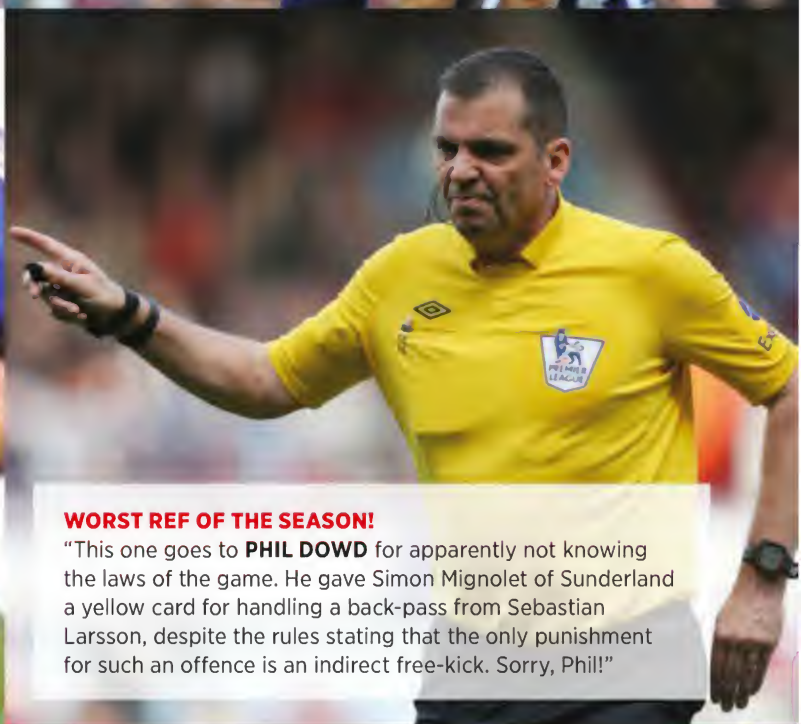 PREMIER
LEAGUE
Ex
WORST REF OF THE SEASON!
“This one goes to PHIL DOWD for apparently not knowing
the laws of the game. He gave Simon Mignolet of Sunderland
a yellow card for handling a back-pass from Sebastian
Larsson, despite the rules stating that the only punishment
for such an offence is an indirect free-kick. Sorry, Phil!”